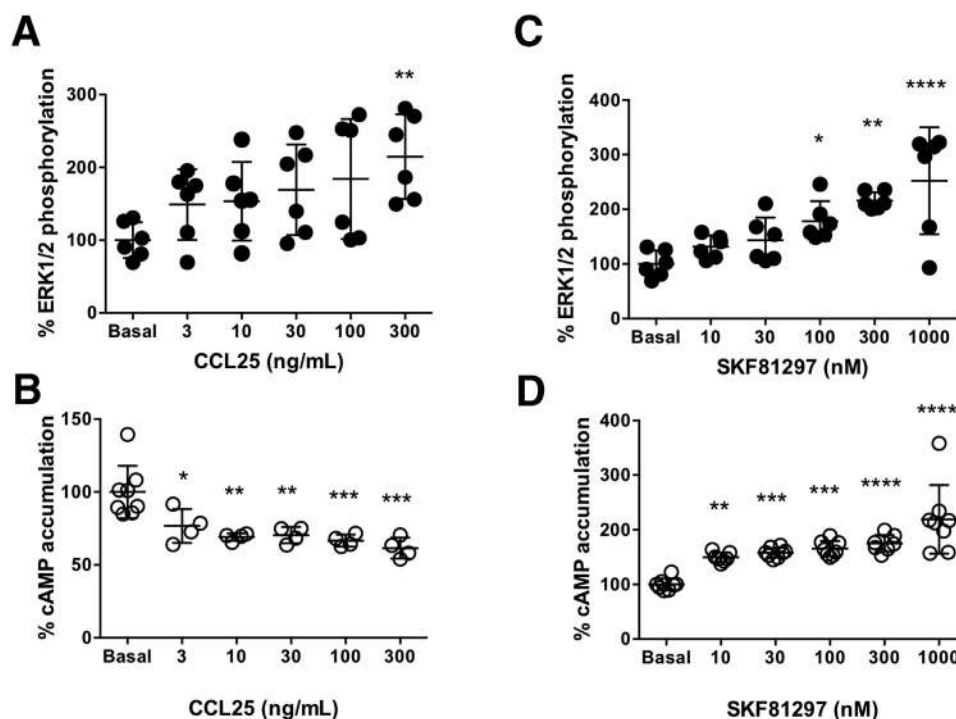 A
% ERK1/2 phosphorylation
300
200
100
0
**
Basal 3 10 30 100 300
CCL25 (ng/mL)
B
% cAMP accumulation
150
100
50
0
* ** ** *** ***
Basal 3 10 30 100 300
CCL25 (ng/mL)
C
% ERK1/2 phosphorylation
400
300
200
100
0
* ** ****
Basal 10 30 100 300 1000
SKF81297 (nM)
D
% cAMP accumulation
400
300
200
100
0
** *** *** **** ****
Basal 10 30 100 300 1000
SKF81297 (nM)